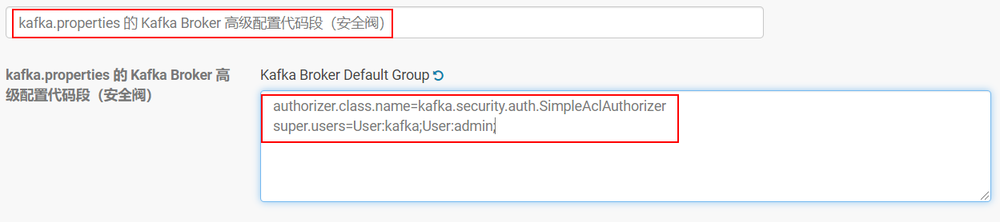 kafka.properties 的 Kafka Broker 高级配置代码段（安全阀）
kafka.properties 的 Kafka Broker 高
级配置代码段（安全阀）
Kafka Broker Default Group
authorizer.class.name=kafka.security.auth.SimpleAclAuthorizer
super.users=User:kafka;User:admin;